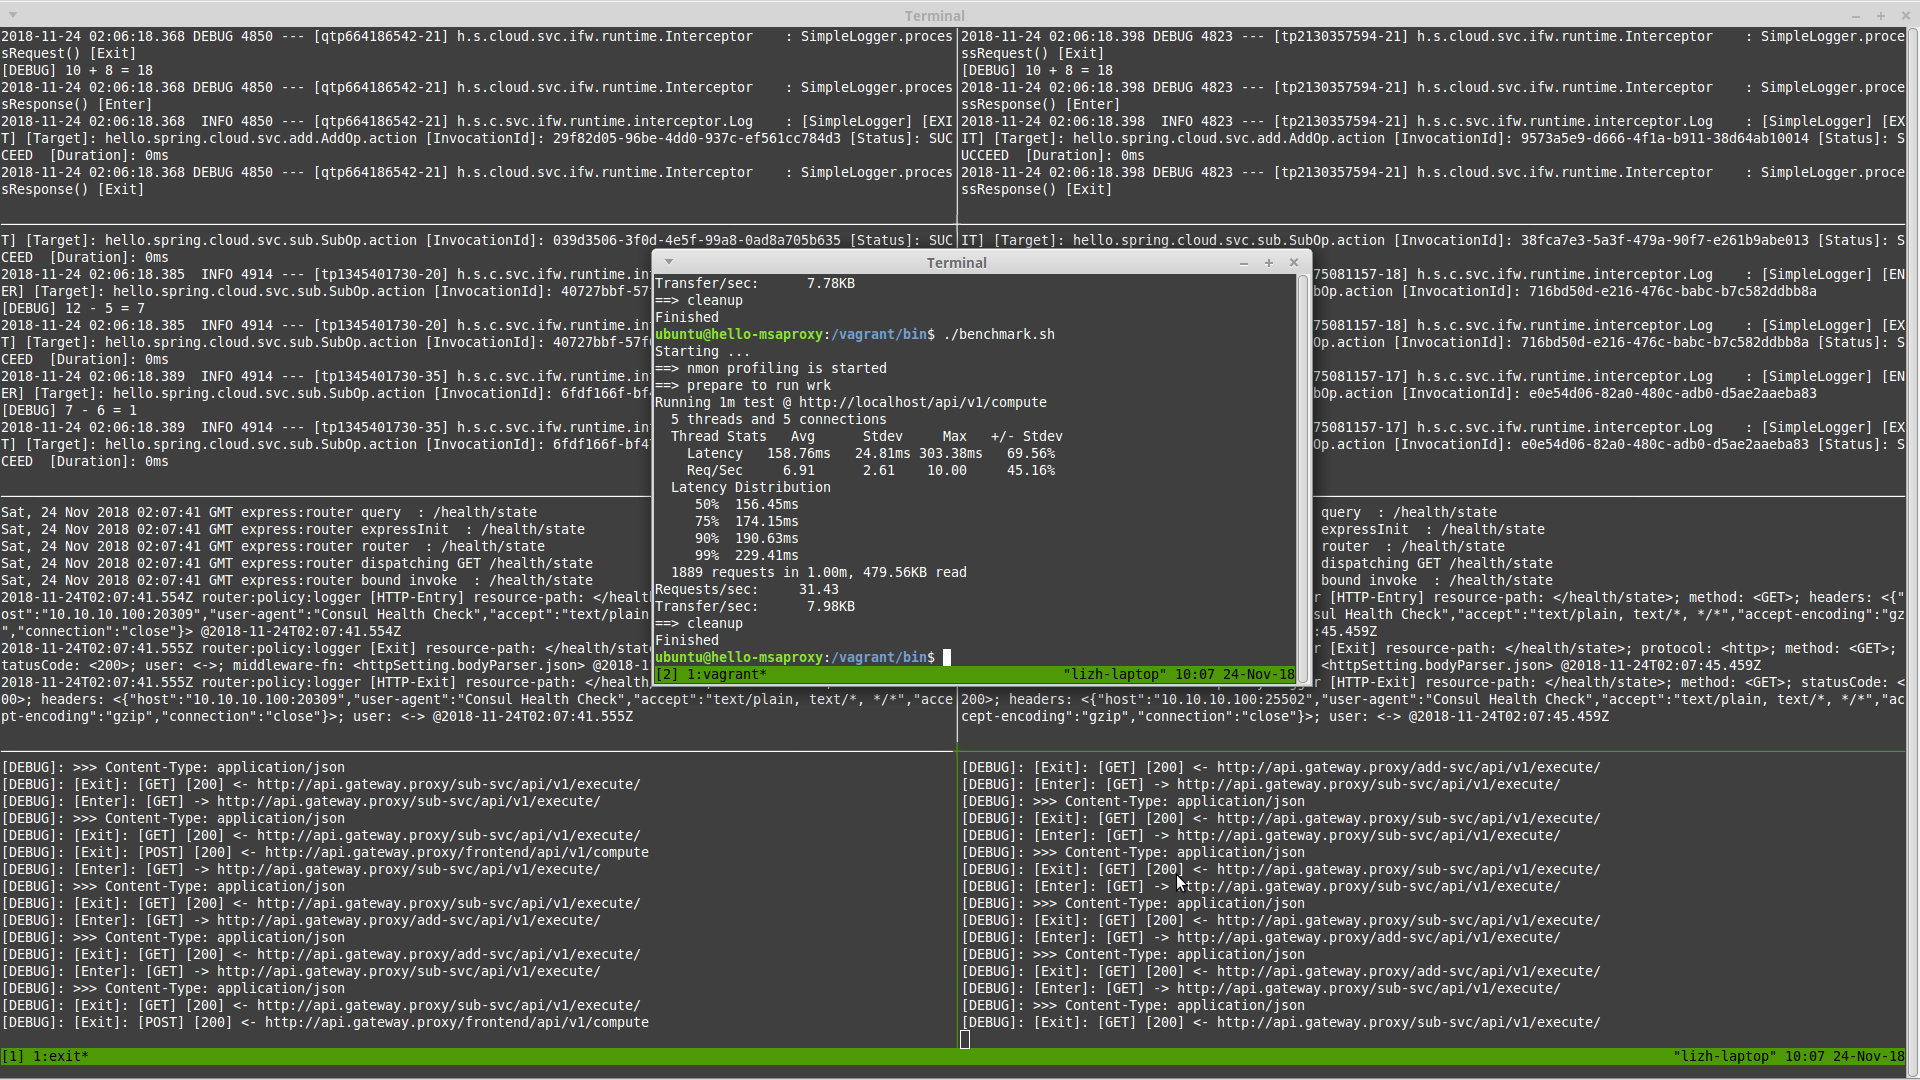 Terminal
2018-11-24 02:06:18.368 DEBUG 4850 --- [qtp664186542-21] h.s.cloud.svc.ifw.runtime.Interceptor    : SimpleLogger.proces
sRequest() [Exit]
[DEBUG] 10 + 8 = 18
2018-11-24 02:06:18.368 DEBUG 4850 --- [qtp664186542-21] h.s.cloud.svc.ifw.runtime.Interceptor    : SimpleLogger.proces
sResponse() [Enter]
2018-11-24 02:06:18.368  INFO 4850 --- [qtp664186542-21] h.s.c.svc.ifw.runtime.interceptor.Log    : [SimpleLogger] [EXI
T] [Target]: hello.spring.cloud.svc.add.AddOp.action [InvocationId]: 29f82d05-96be-4dd0-937c-ef561cc784d3 [Status]: SUC
CEED  [Duration]: 0ms
2018-11-24 02:06:18.368 DEBUG 4850 --- [qtp664186542-21] h.s.cloud.svc.ifw.runtime.Interceptor    : SimpleLogger.proces
sResponse() [Exit]
2018-11-24 02:06:18.398 DEBUG 4823 --- [tp2130357594-21] h.s.cloud.svc.ifw.runtime.Interceptor    : SimpleLogger.proce
ssRequest() [Exit]
[DEBUG] 10 + 8 = 18
2018-11-24 02:06:18.398 DEBUG 4823 --- [tp2130357594-21] h.s.cloud.svc.ifw.runtime.Interceptor    : SimpleLogger.proce
ssResponse() [Enter]
2018-11-24 02:06:18.398  INFO 4823 --- [tp2130357594-21] h.s.c.svc.ifw.runtime.interceptor.Log    : [SimpleLogger] [EX
IT] [Target]: hello.spring.cloud.svc.add.AddOp.action [InvocationId]: 9573a5e9-d666-4f1a-b911-38d64ab10014 [Status]: S
UCCEED  [Duration]: 0ms
2018-11-24 02:06:18.398 DEBUG 4823 --- [tp2130357594-21] h.s.cloud.svc.ifw.runtime.Interceptor    : SimpleLogger.proce
ssResponse() [Exit]
T] [Target]: hello.spring.cloud.svc.sub.SubOp.action [InvocationId]: 039d3506-3f0d-4e5f-99a8-0ad8a705b635 [Status]: SUC
CEED  [Duration]: 0ms
2018-11-24 02:06:18.385  INFO 4914 --- [tp1345401730-20] h.s.c.svc.ifw.runtime.in
ER] [Target]: hello.spring.cloud.svc.sub.SubOp.action [InvocationId]: 40727bbf-57
[DEBUG] 12 - 5 = 7
2018-11-24 02:06:18.385  INFO 4914 --- [tp1345401730-20] h.s.c.svc.ifw.runtime.in
T] [Target]: hello.spring.cloud.svc.sub.SubOp.action [InvocationId]: 40727bbf-57f
CEED  [Duration]: 0ms
2018-11-24 02:06:18.389  INFO 4914 --- [tp1345401730-35] h.s.c.svc.ifw.runtime.in
ER] [Target]: hello.spring.cloud.svc.sub.SubOp.action [InvocationId]: 6fdf166f-bf
[DEBUG] 7 - 6 = 1
2018-11-24 02:06:18.389  INFO 4914 --- [tp1345401730-35] h.s.c.svc.ifw.runtime.in
T] [Target]: hello.spring.cloud.svc.sub.SubOp.action [InvocationId]: 6fdf166f-bf4
CEED  [Duration]: 0ms
IT] [Target]: hello.spring.cloud.svc.sub.SubOp.action [InvocationId]: 38fca7e3-5a3f-479a-90f7-e261b9abe013 [Status]: S
75081157-18] h.s.c.svc.ifw.runtime.interceptor.Log    : [SimpleLogger] [EN
bOp.action [InvocationId]: 716bd50d-e216-476c-babc-b7c582ddbb8a
75081157-18] h.s.c.svc.ifw.runtime.interceptor.Log    : [SimpleLogger] [EX
Op.action [InvocationId]: 716bd50d-e216-476c-babc-b7c582ddbb8a [Status]: S
75081157-17] h.s.c.svc.ifw.runtime.interceptor.Log    : [SimpleLogger] [EN
bOp.action [InvocationId]: e0e54d06-82a0-480c-adb0-d5ae2aaeba83
75081157-17] h.s.c.svc.ifw.runtime.interceptor.Log    : [SimpleLogger] [EX
Op.action [InvocationId]: e0e54d06-82a0-480c-adb0-d5ae2aaeba83 [Status]: S
Terminal
Transfer/sec:      7.78KB
==> cleanup
Finished
ubuntu@hello-msaproxy:/vagrant/bin$ ./benchmark.sh
Starting ...
==> nmon profiling is started
==> prepare to run wrk
Running 1m test @ http://localhost/api/v1/compute
  5 threads and 5 connections
  Thread Stats   Avg      Stdev     Max   +/- Stdev
    Latency   158.76ms   24.81ms 303.38ms   69.56%
    Req/Sec     6.91      2.61    10.00     45.16%
  Latency Distribution
     50%  156.45ms
     75%  174.15ms
     90%  190.63ms
     99%  229.41ms
  1889 requests in 1.00m, 479.56KB read
Requests/sec:     31.43
Transfer/sec:      7.98KB
==> cleanup
Finished
ubuntu@hello-msaproxy:/vagrant/bin$
[2] 1:vagrant* "lizh-laptop" 10:07 24-Nov-18
Sat, 24 Nov 2018 02:07:41 GMT express:router query  : /health/state
Sat, 24 Nov 2018 02:07:41 GMT express:router expressInit  : /health/state
Sat, 24 Nov 2018 02:07:41 GMT express:router router  : /health/state
Sat, 24 Nov 2018 02:07:41 GMT express:router dispatching GET /health/state
Sat, 24 Nov 2018 02:07:41 GMT express:router bound invoke  : /health/state
2018-11-24T02:07:41.554Z router:policy:logger [HTTP-Entry] resource-path: </healt
ost":"10.10.10.100:20309","user-agent":"Consul Health Check","accept":"text/plain
","connection":"close"}> @2018-11-24T02:07:41.554Z
2018-11-24T02:07:41.555Z router:policy:logger [Exit] resource-path: </health/stat
tatusCode: <200>; user: <->; middleware-fn: <httpSetting.bodyParser.json> @2018-1
2018-11-24T02:07:41.555Z router:policy:logger [HTTP-Exit] resource-path: </health
00>; headers: <{"host":"10.10.10.100:20309","user-agent":"Consul Health Check","accept":"text/plain, text/*, */*","acce
pt-encoding":"gzip","connection":"close"}>; user: <-> @2018-11-24T02:07:41.555Z
query  : /health/state
expressInit  : /health/state
router  : /health/state
dispatching GET /health/state
bound invoke  : /health/state
r [HTTP-Entry] resource-path: </health/state>; method: <GET>; headers: <{"h
sul Health Check","accept":"text/plain, text/*, */*","accept-encoding":"gz
:45.459Z
r [Exit] resource-path: </health/state>; protocol: <http>; method: <GET>;
<httpSetting.bodyParser.json> @2018-11-24T02:07:45.459Z
[HTTP-Exit] resource-path: </health/state>; method: <GET>; statusCode: <
200>; headers: <{"host":"10.10.10.100:25502","user-agent":"Consul Health Check","accept":"text/plain, text/*, */*","ac
cept-encoding":"gzip","connection":"close"}>; user: <-> @2018-11-24T02:07:45.459Z
[DEBUG]: >>> Content-Type: application/json
[DEBUG]: [Exit]: [GET] [200] <- http://api.gateway.proxy/sub-svc/api/v1/execute/
[DEBUG]: [Enter]: [GET] -> http://api.gateway.proxy/sub-svc/api/v1/execute/
[DEBUG]: >>> Content-Type: application/json
[DEBUG]: [Exit]: [GET] [200] <- http://api.gateway.proxy/sub-svc/api/v1/execute/
[DEBUG]: [Exit]: [POST] [200] <- http://api.gateway.proxy/frontend/api/v1/compute
[DEBUG]: [Enter]: [GET] -> http://api.gateway.proxy/sub-svc/api/v1/execute/
[DEBUG]: >>> Content-Type: application/json
[DEBUG]: [Exit]: [GET] [200] <- http://api.gateway.proxy/sub-svc/api/v1/execute/
[DEBUG]: [Enter]: [GET] -> http://api.gateway.proxy/add-svc/api/v1/execute/
[DEBUG]: >>> Content-Type: application/json
[DEBUG]: [Exit]: [GET] [200] <- http://api.gateway.proxy/add-svc/api/v1/execute/
[DEBUG]: [Enter]: [GET] -> http://api.gateway.proxy/sub-svc/api/v1/execute/
[DEBUG]: >>> Content-Type: application/json
[DEBUG]: [Exit]: [GET] [200] <- http://api.gateway.proxy/sub-svc/api/v1/execute/
[DEBUG]: [Exit]: [POST] [200] <- http://api.gateway.proxy/frontend/api/v1/compute
[DEBUG]: [Exit]: [GET] [200] <- http://api.gateway.proxy/add-svc/api/v1/execute/
[DEBUG]: [Enter]: [GET] -> http://api.gateway.proxy/sub-svc/api/v1/execute/
[DEBUG]: >>> Content-Type: application/json
[DEBUG]: [Exit]: [GET] [200] <- http://api.gateway.proxy/sub-svc/api/v1/execute/
[DEBUG]: [Enter]: [GET] -> http://api.gateway.proxy/sub-svc/api/v1/execute/
[DEBUG]: >>> Content-Type: application/json
[DEBUG]: [Exit]: [GET] [200] <- http://api.gateway.proxy/sub-svc/api/v1/execute/
[DEBUG]: [Enter]: [GET] -> http://api.gateway.proxy/sub-svc/api/v1/execute/
[DEBUG]: >>> Content-Type: application/json
[DEBUG]: [Exit]: [GET] [200] <- http://api.gateway.proxy/sub-svc/api/v1/execute/
[DEBUG]: [Enter]: [GET] -> http://api.gateway.proxy/add-svc/api/v1/execute/
[DEBUG]: >>> Content-Type: application/json
[DEBUG]: [Exit]: [GET] [200] <- http://api.gateway.proxy/add-svc/api/v1/execute/
[DEBUG]: [Enter]: [GET] -> http://api.gateway.proxy/sub-svc/api/v1/execute/
[DEBUG]: >>> Content-Type: application/json
[DEBUG]: [Exit]: [GET] [200] <- http://api.gateway.proxy/sub-svc/api/v1/execute/
[1] 1:exit* "lizh-laptop" 10:07 24-Nov-18